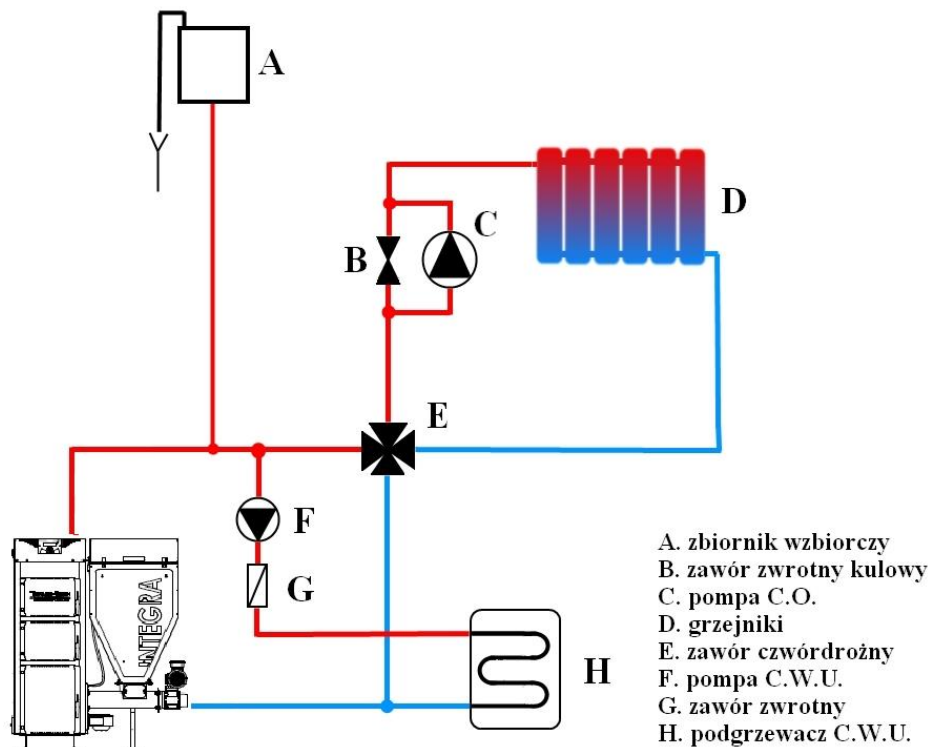 A
B
C
D
E
F
G
H
INTEGRA
A. zbiornik wzbiorczy
B. zawór zwrotny kulowy
C. pompa C.O.
D. grzejniki
E. zawór czwórdrożny
F. pompa C.W.U.
G. zawór zwrotny
H. podgrzewacz C.W.U.